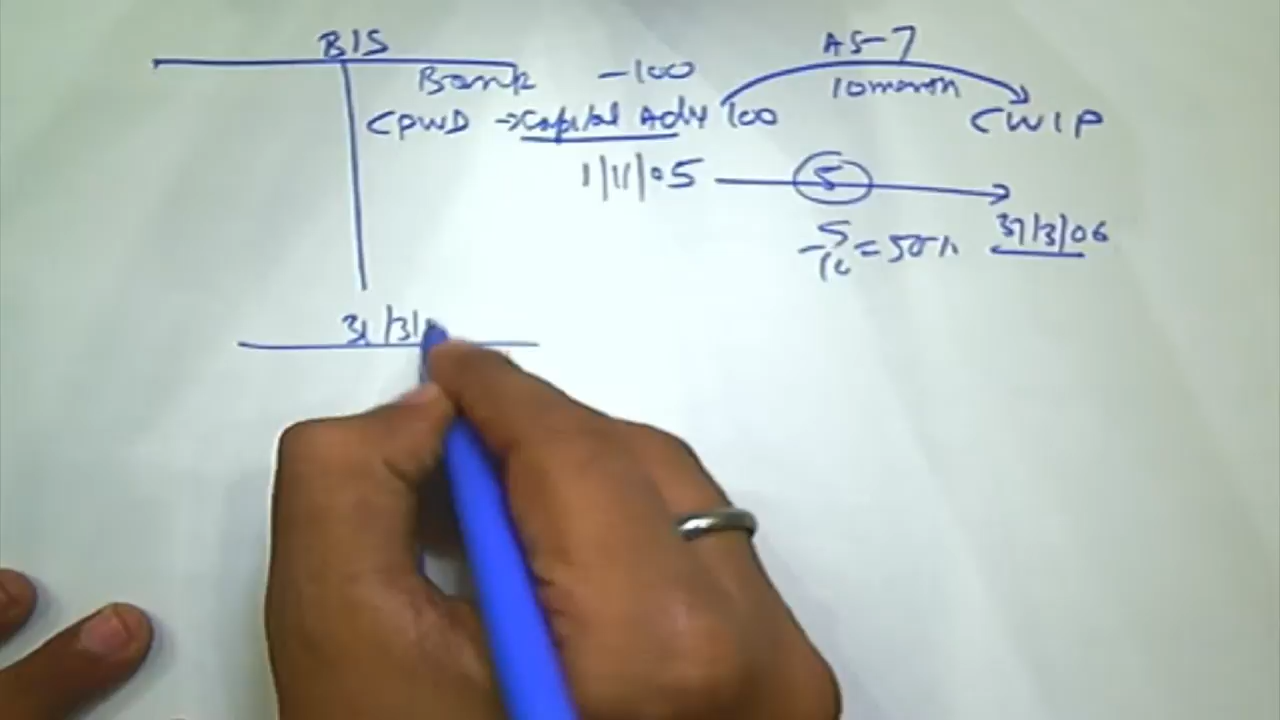 B/S
AS-7
Bank -100
10 month
CPWD → Capital Adv 100
CWIP
1/11/05
5
31/3/06
5/10 = 50%
31/3/